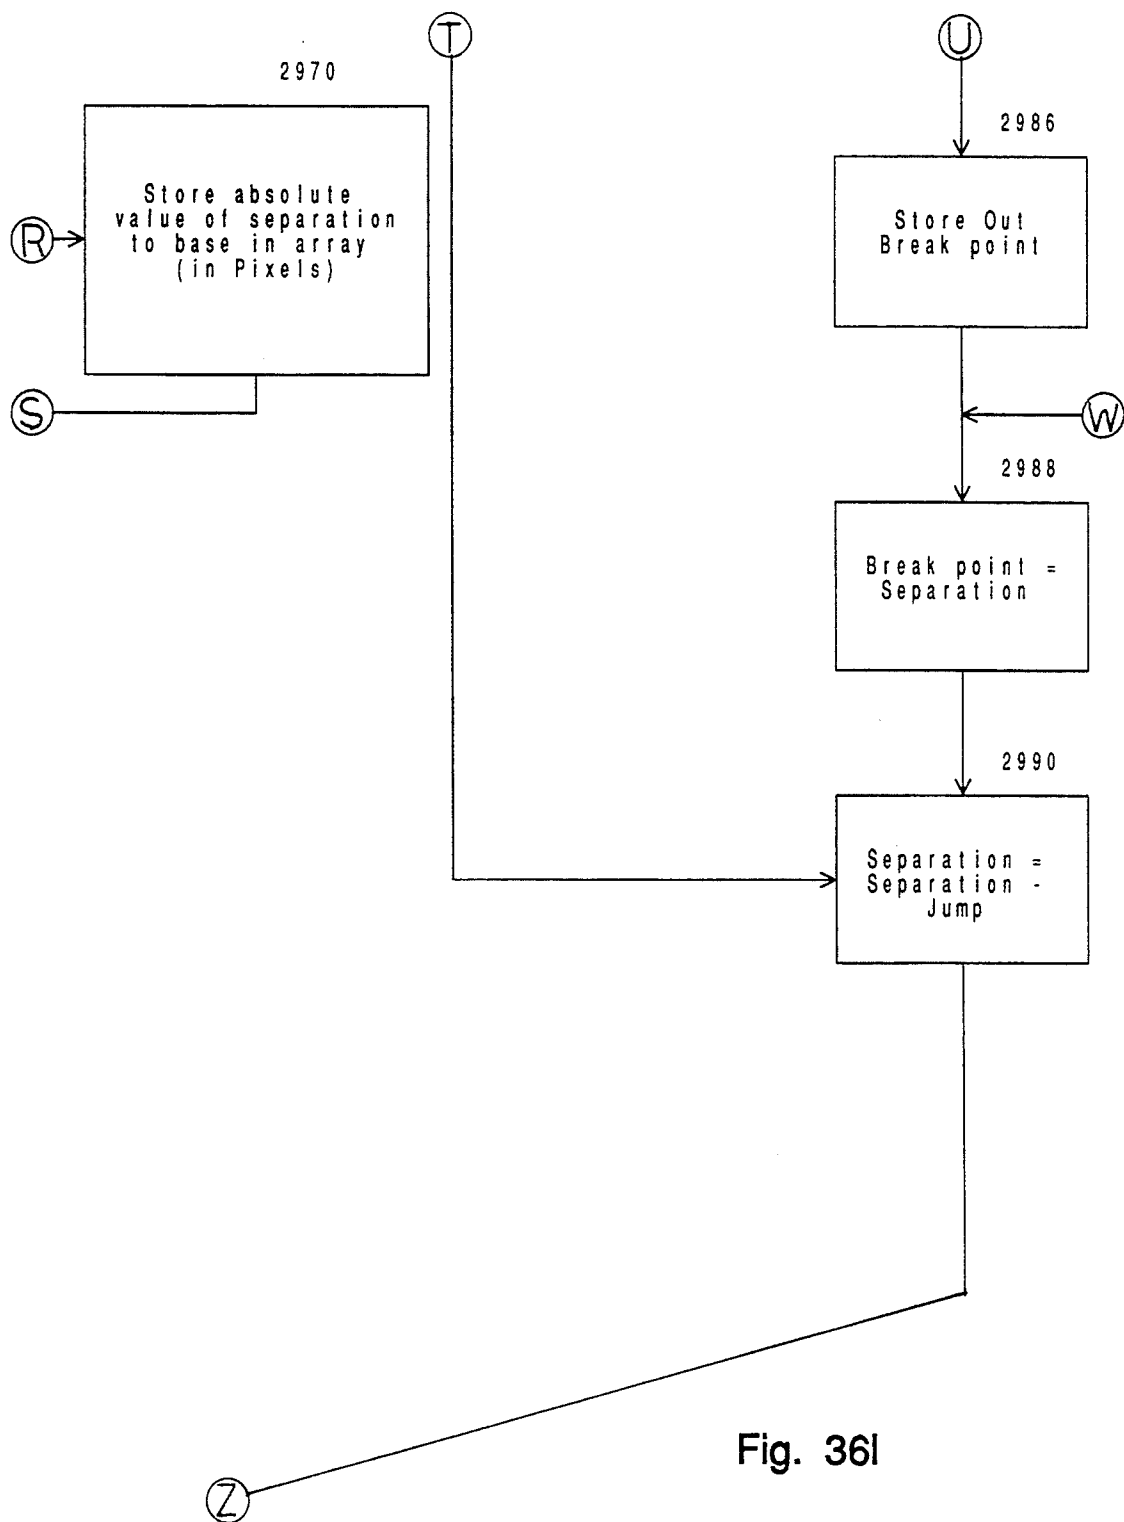 T
U
2970
2986
Store absolute
value of separation
to base in array
(in Pixels)
R
Store Out
Break point
S
W
2988
Break point =
Separation
2990
Separation =
Separation -
Jump
Fig. 36l
Z